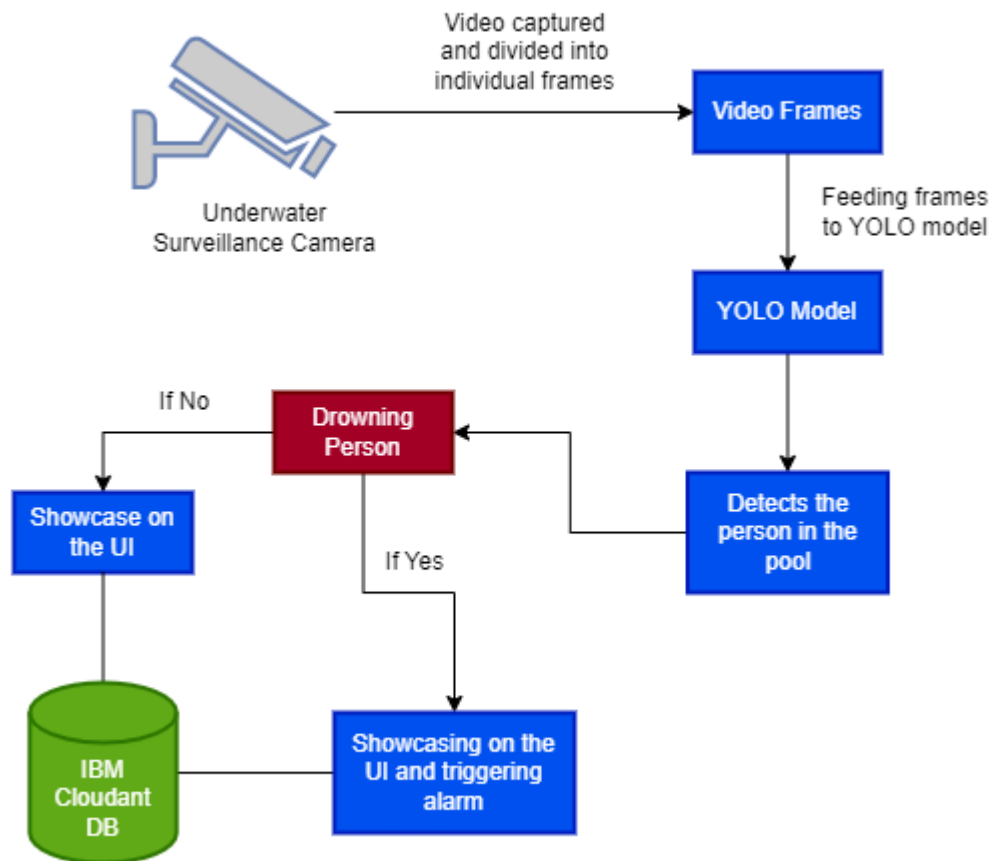 Video captured
and divided into
individual frames
Video Frames
Underwater
Surveillance Camera
Feeding frames
to YOLO model
YOLO Model
If No
Drowning
Person
Showcase on
the UI
Detects the
person in the
pool
If Yes
Showcasing on the
UI and triggering
alarm
IBM
Cloudant
DB